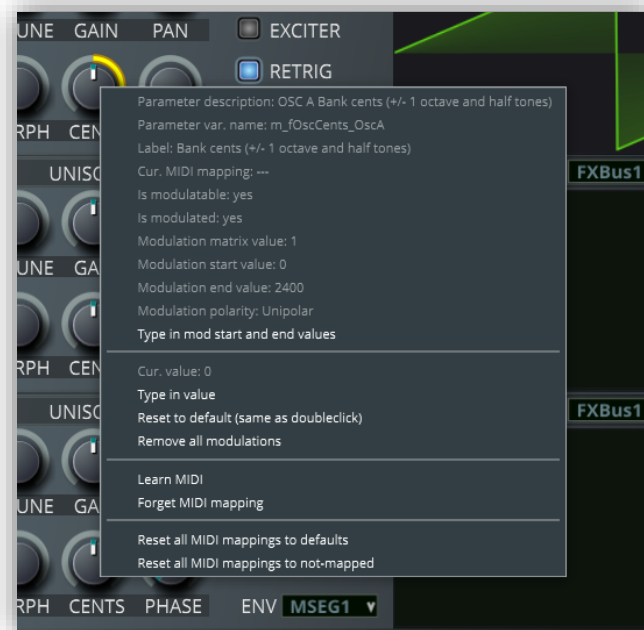 UNE GAIN PAN EXCITER
RETRIG
RPH CEN
Parameter description: OSC A Bank cents (+/- 1 octave and half tones)
Parameter var. name: m_fOscCents_OscA
Label: Bank cents (+/- 1 octave and half tones)
Cur. MIDI mapping: ---
Is modulatable: yes
Is modulated: yes
Modulation matrix value: 1
Modulation start value: 0
Modulation end value: 2400
Modulation polarity: Unipolar
Type in mod start and end values
Cur. value: 0
Type in value
Reset to default (same as doubleclick)
Remove all modulations
Learn MIDI
Forget MIDI mapping
Reset all MIDI mappings to defaults
Reset all MIDI mappings to not-mapped
UNISO
FXBus1
UNE GA
RPH CEN
UNISO
FXBus1
UNE GA
RPH CENTS PHASE ENV MSEG1